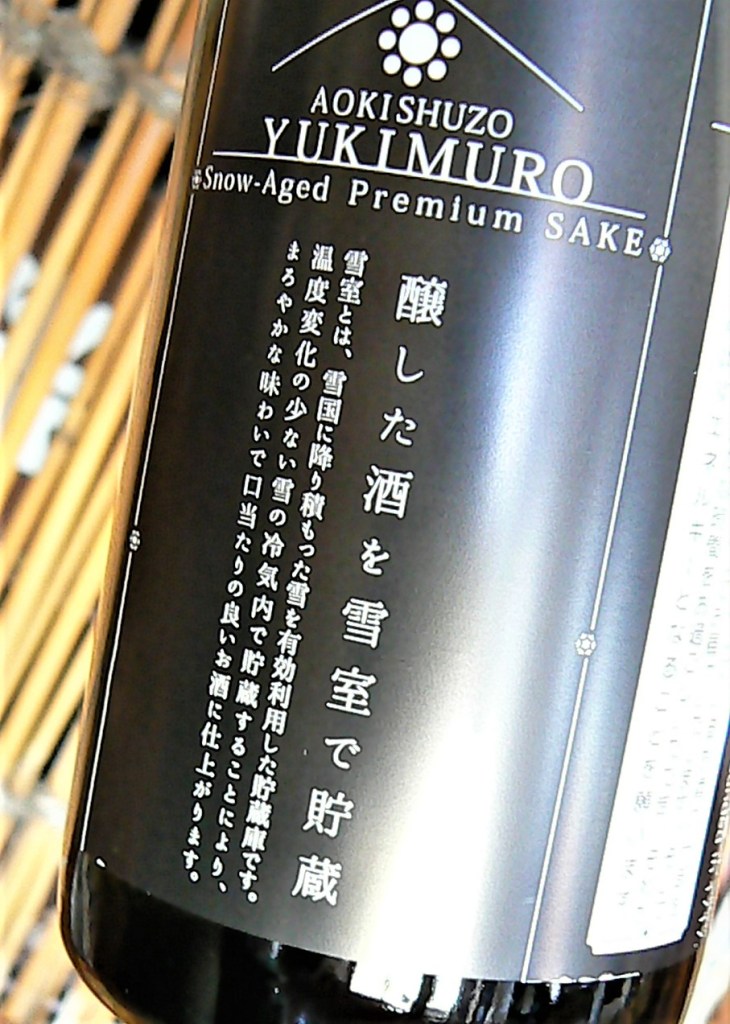 AOKI SHUZO
YUKIMURO
Snow-Aged Premium SAKE
醸した酒を雪室で貯蔵
雪室とは、雪国に降り積もった雪を有効利用した貯蔵庫です。
温度変化の少ない雪の冷気内で貯蔵することにより、
まろやかな味わいで口当たりの良いお酒に仕上がります。